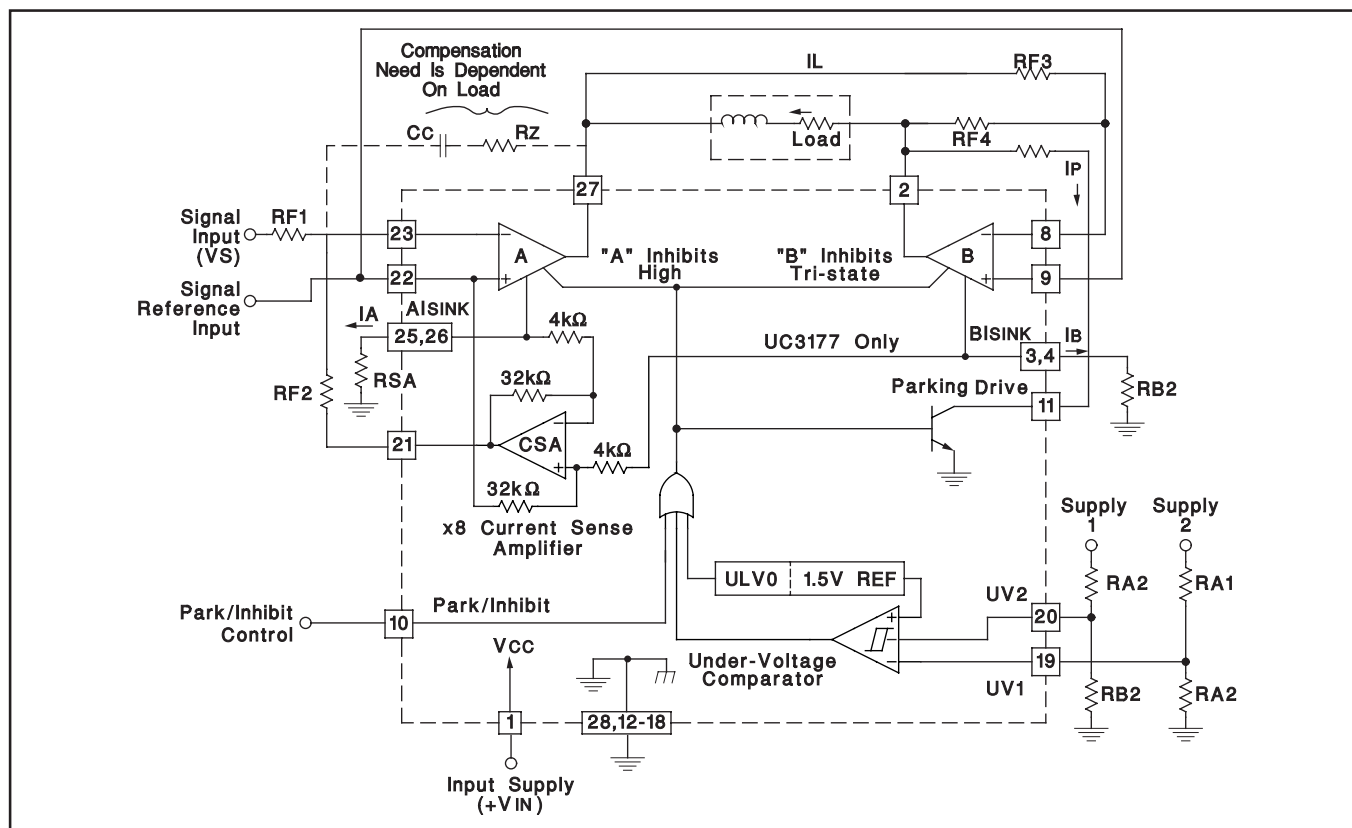 Compensation
Need Is Dependent
On Load
IL
RF3
Cc
Rz
Load
RF4
IP
27
2
Signal
Input
(VS)
RF1
23
−
A
+
22
"A" Inhibits
High
"B" Inhibits
Tri-state
−
B
+
8
9
Signal
Reference
Input
IA
AISINK
25,26
4kΩ
UC3177 Only
BISINK
3,4
IB
RSA
RF2
32kΩ
Parking Drive
RB2
11
21
−
CSA
+
4kΩ
32kΩ
x8 Current Sense
Amplifier
Supply
1
Supply
2
ULV0
1.5V REF
RA2
RA1
Park/Inhibit
Control
10
Park/Inhibit
+
−
−
UV2
20
19
UV1
Under-Voltage
Comparator
VCC
RB2
RA2
1
28,12-18
Input Supply
(+VIN)